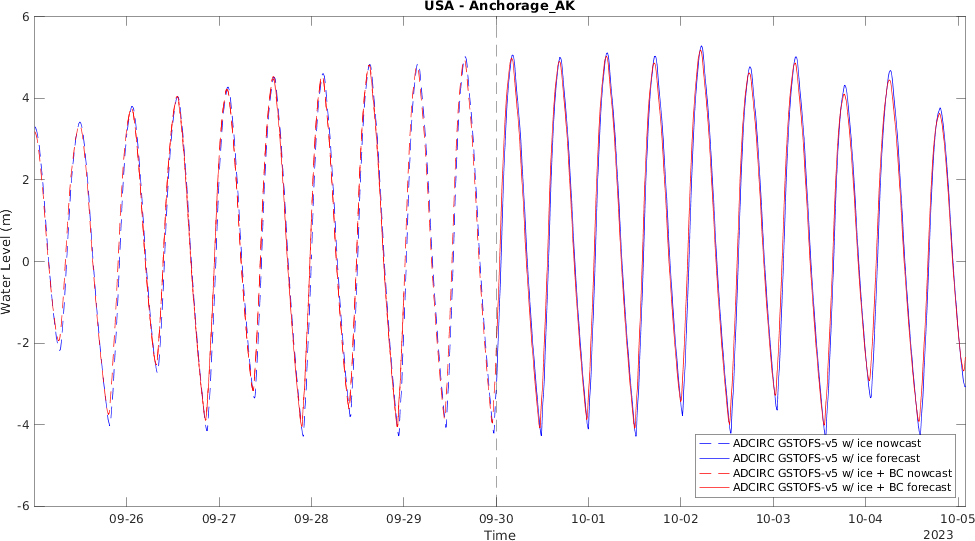 USA - Anchorage_AK
6
4
2
0
-2
-4
-6
Water Level (m)
ADCIRC GSTOFS-v5 w/ ice nowcast
ADCIRC GSTOFS-v5 w/ ice forecast
ADCIRC GSTOFS-v5 w/ ice + BC nowcast
ADCIRC GSTOFS-v5 w/ ice + BC forecast
09-26 09-27 09-28 09-29 09-30 10-01 10-02 10-03 10-04 10-05
Time
2023